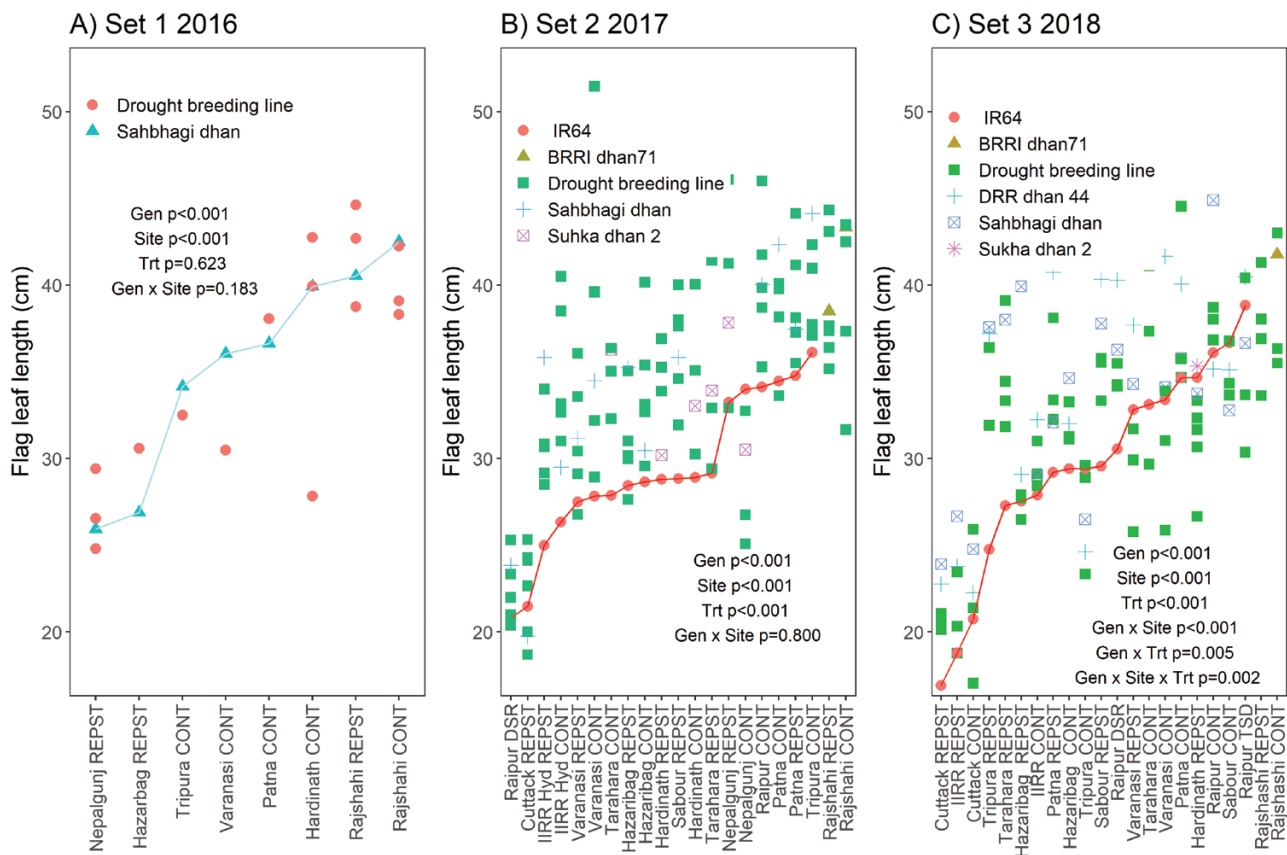 A) Set 1 2016
B) Set 2 2017
C) Set 3 2018
Flag leaf length (cm)
50
40
30
20
Drought breeding line
Sahbhagi dhan
Gen p<0.001
Site p<0.001
Trt p=0.623
Gen x Site p=0.183
Nepalgunj REPST
Hazaribag REPST
Tripura CONT
Varanasi CONT
Patna CONT
Hardinath CONT
Rajshahi REPST
Rajshahi CONT
Flag leaf length (cm)
50
40
30
20
IR64
BRRI dhan71
Drought breeding line
Sahbhagi dhan
Suhka dhan 2
Gen p<0.001
Site p<0.001
Trt p<0.001
Gen x Site p=0.800
Raipur DSR
Cuttack REPST
IIRR Hyd REPST
IIRR Hyd CONT
Varanasi REPST
Varanasi CONT
Tarahara CONT
Hazaribag REPST
Hazaribag CONT
Hardinath REPST
Sabour REPST
Hardinath CONT
Tarahara REPST
Nepalgunj REPST
Nepalgunj CONT
Raipur CONT
Patna CONT
Patna REPST
Tripura CONT
Rajshahi REPST
Rajshahi CONT
Flag leaf length (cm)
50
40
30
20
IR64
BRRI dhan71
Drought breeding line
DRR dhan 44
Sahbhagi dhan
Sukha dhan 2
Gen p<0.001
Site p<0.001
Trt p<0.001
Gen x Site p<0.001
Gen x Trt p=0.005
Gen x Site x Trt p=0.002
Cuttack REPST
IIRR REPST
Cuttack CONT
Tripura REPST
Tarahara REPST
Hazaribag REPST
IIRR CONT
Patna REPST
Hazaribag CONT
Tripura CONT
Sabour REPST
Raipur DSR
Varanasi REPST
Tarahara CONT
Varanasi CONT
Patna CONT
Hardinath REPST
Raipur CONT
Sabour CONT
Raipur TSD
Rajshahi REPST
Rajshahi CONT